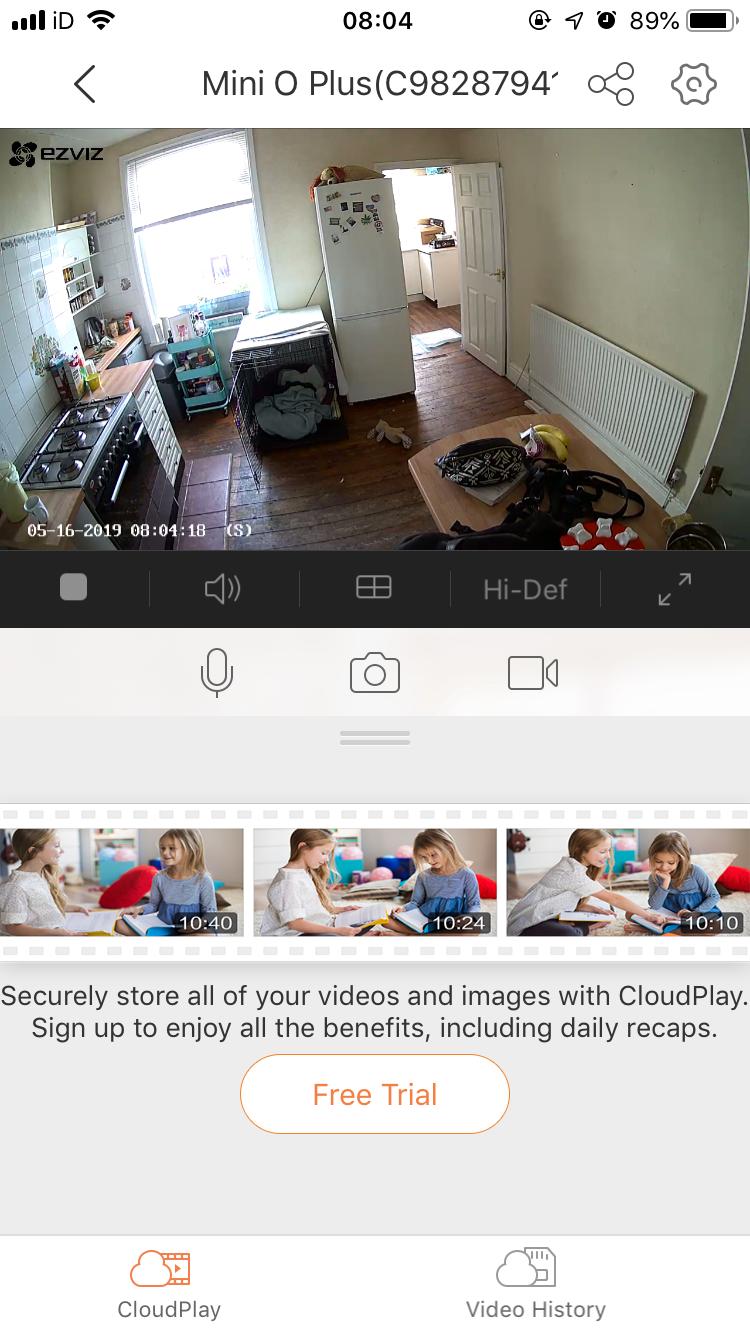 iD
08:04
89%
Mini O Plus(C98287941
EZVIZ
05-16-2019 08:04:18 (S)
Hi-Def
10:40
10:24
10:10
Securely store all of your videos and images with CloudPlay.
Sign up to enjoy all the benefits, including daily recaps.
Free Trial
CloudPlay
Video History